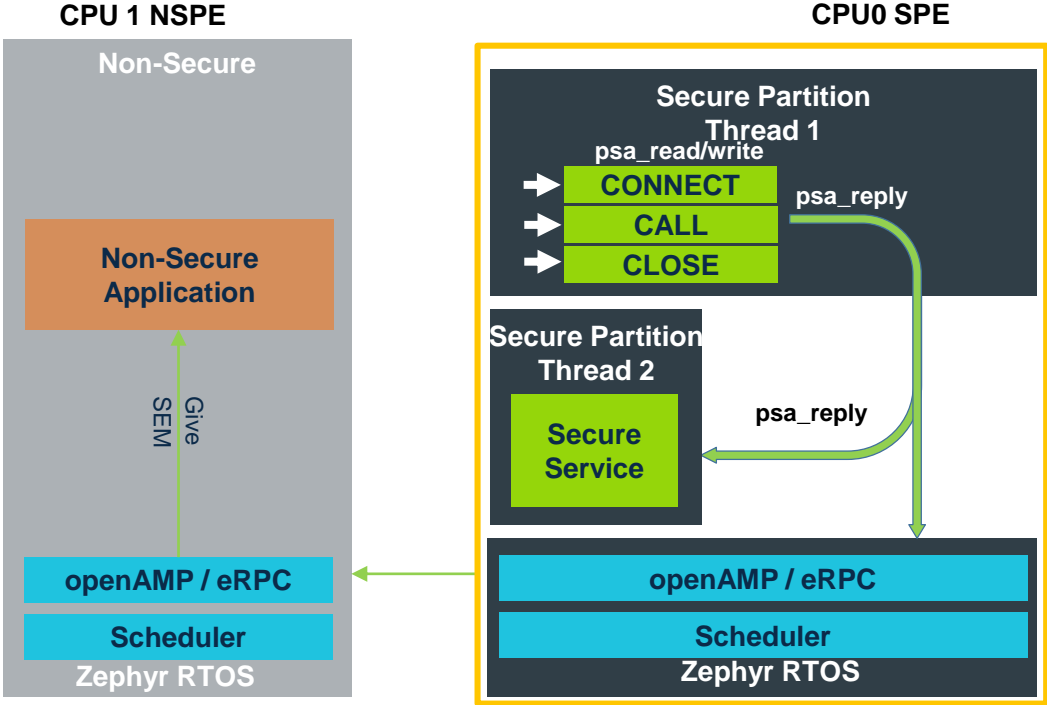 CPU 1 NSPE
Non-Secure
Non-Secure
Application
Give
SEM
openAMP / eRPC
Scheduler
Zephyr RTOS
CPU0 SPE
Secure Partition
Thread 1
psa_read/write
CONNECT
CALL
CLOSE
psa_reply
Secure Partition
Thread 2
Secure
Service
psa_reply
openAMP / eRPC
Scheduler
Zephyr RTOS